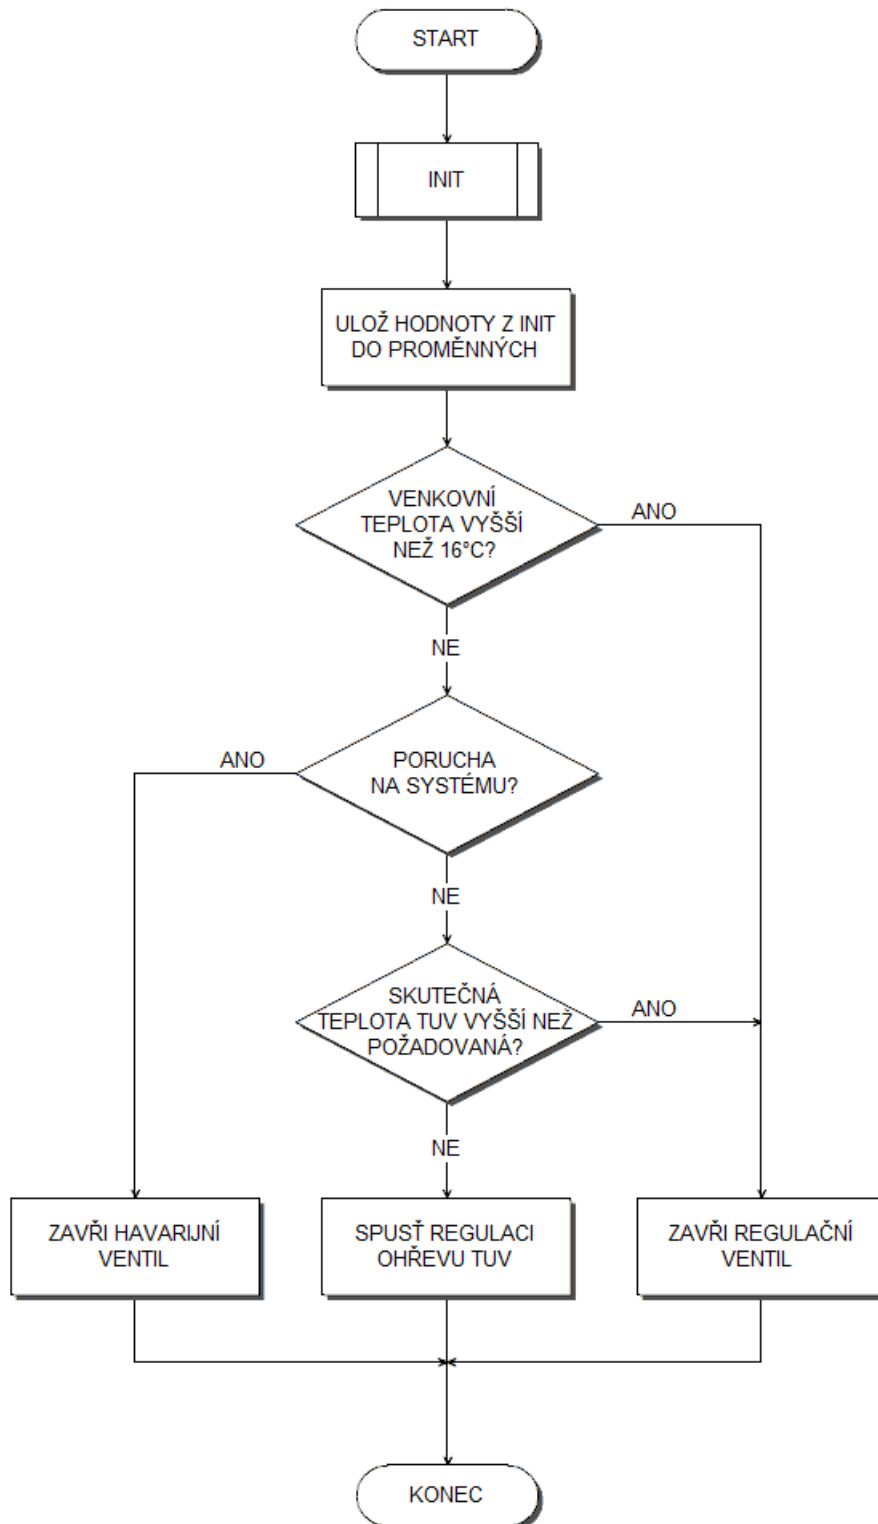 START
INIT
ULOŽ HODNOTY Z INIT
DO PROMĚNNÝCH
VENKOVNÍ
TEPLOTA VYŠŠÍ
NEŽ 16°C?
ANO
NE
ANO
PORUCHA
NA SYSTÉMU?
NE
SKUTEČNÁ
TEPLOTA TUV VYŠŠÍ NEŽ
POŽADOVANÁ?
ANO
NE
ZAVŘI HAVARIJNÍ
VENTIL
SPUSŤ REGULACI
OHŘEVU TUV
ZAVŘI REGULAČNÍ
VENTIL
KONEC